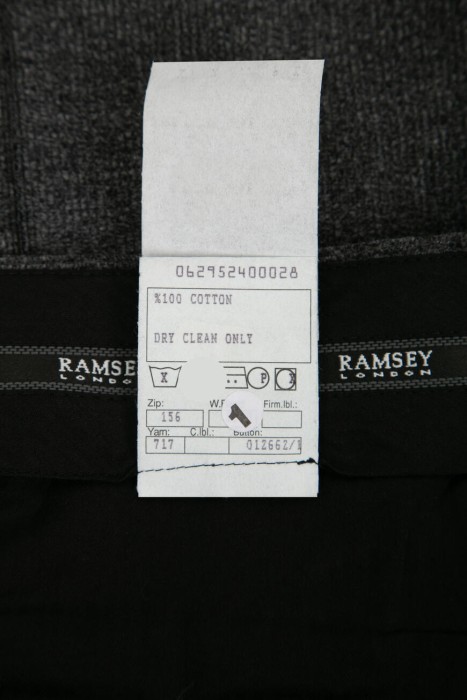 062952400028
%100 COTTON
DRY CLEAN ONLY
RAMSEY
LONDON
RAMSEY
LONDON
X P
Zip: Firm.lbl.:
156 1
Yarn: C.lbl.: Button:
717 01Z66Z/1